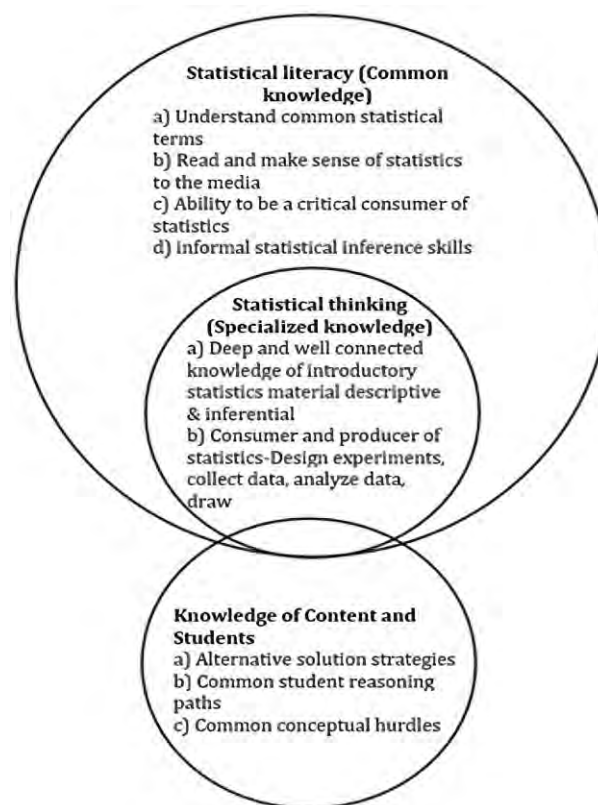 Statistical literacy (Common
knowledge)
a) Understand common statistical
terms
b) Read and make sense of statistics
to the media
c) Ability to be a critical consumer of
statistics
d) Informal statistical inference skills
Statistical thinking
(Specialized knowledge)
a) Deep and well connected
knowledge of introductory
statistics material descriptive
& inferential
b) Consumer and producer of
statistics-Design experiments,
collect data, analyze data,
draw
Knowledge of Content and
Students
a) Alternative solution strategies
b) Common student reasoning
paths
c) Common conceptual hurdles